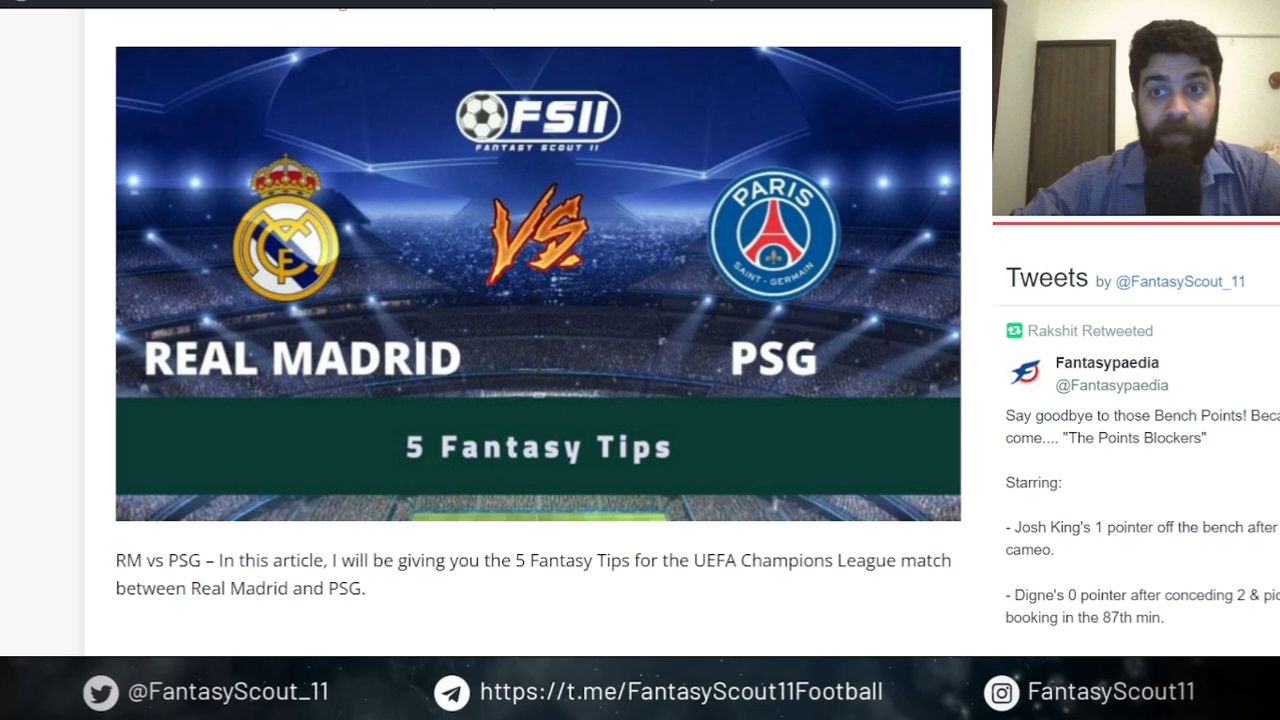 FS11
FANTASY SCOUT 11
VS.
PARIS
SAINT-GERMAIN
REAL MADRID
PSG
5 Fantasy Tips
RM vs PSG – In this article, I will be giving you the 5 Fantasy Tips for the UEFA Champions League match
between Real Madrid and PSG.
Tweets by @FantasyScout_11
Rakshit Retweeted
Fantasypaedia
@Fantasypaedia
Say goodbye to those Bench Points! Beca
come.... "The Points Blockers"
Starring:
- Josh King's 1 pointer off the bench after
cameo.
- Digne's 0 pointer after conceding 2 & pic
booking in the 87th min.
@FantasyScout_11
https://t.me/FantasyScout11Football
FantasyScout11